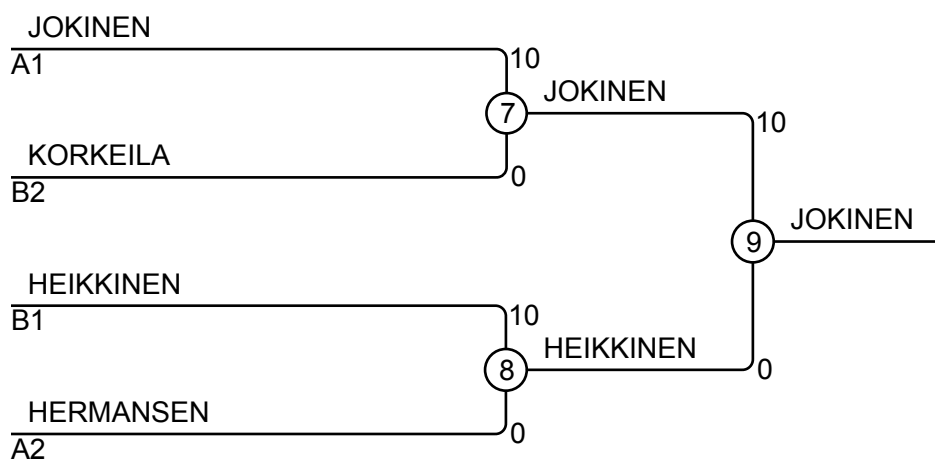 JOKINEN
A1
10
7
JOKINEN
10
KORKEILA
B2
0
9
JOKINEN
HEIKKINEN
B1
10
8
HEIKKINEN
0
HERMANSEN
A2
0